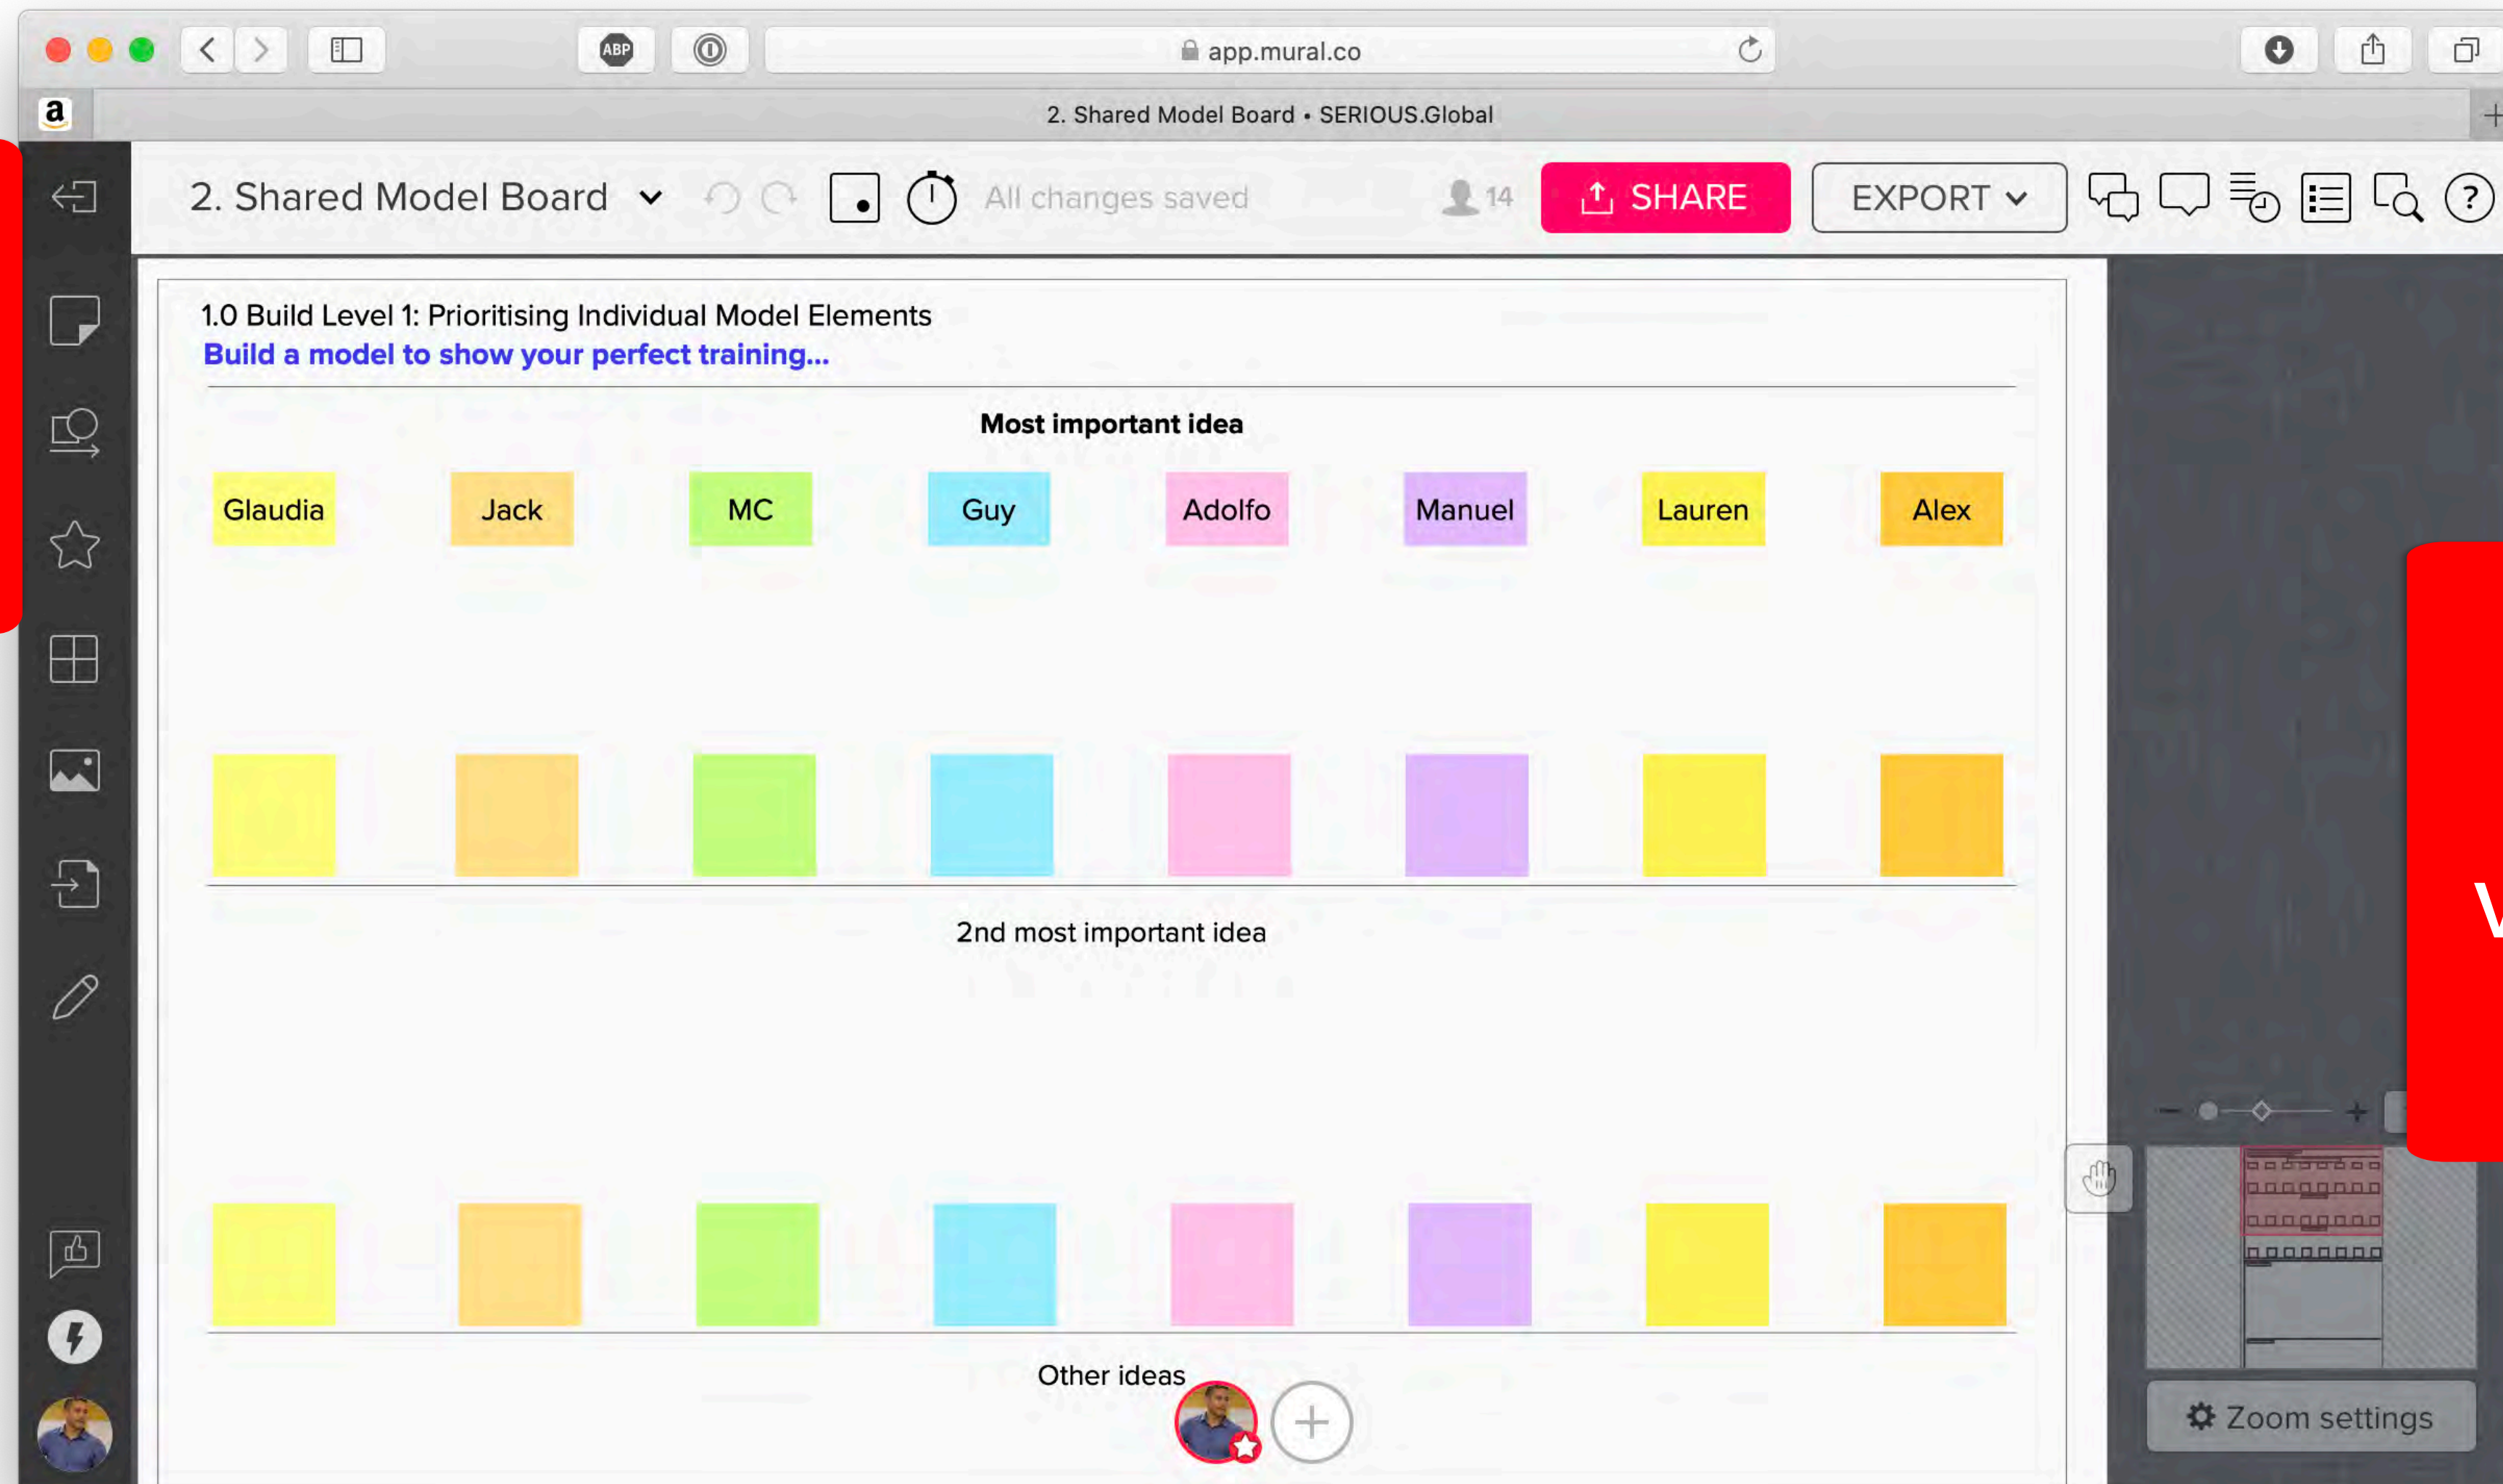 ABP
app.mural.co
a
2. Shared Model Board • SERIOUS.Global
2. Shared Model Board
All changes saved
14
SHARE
EXPORT
?
1.0 Build Level 1: Prioritising Individual Model Elements
Build a model to show your perfect training...
Most important idea
Glaudia
Jack
MC
Guy
Adolfo
Manuel
Lauren
Alex
2nd most important idea
Other ideas
Zoom settings